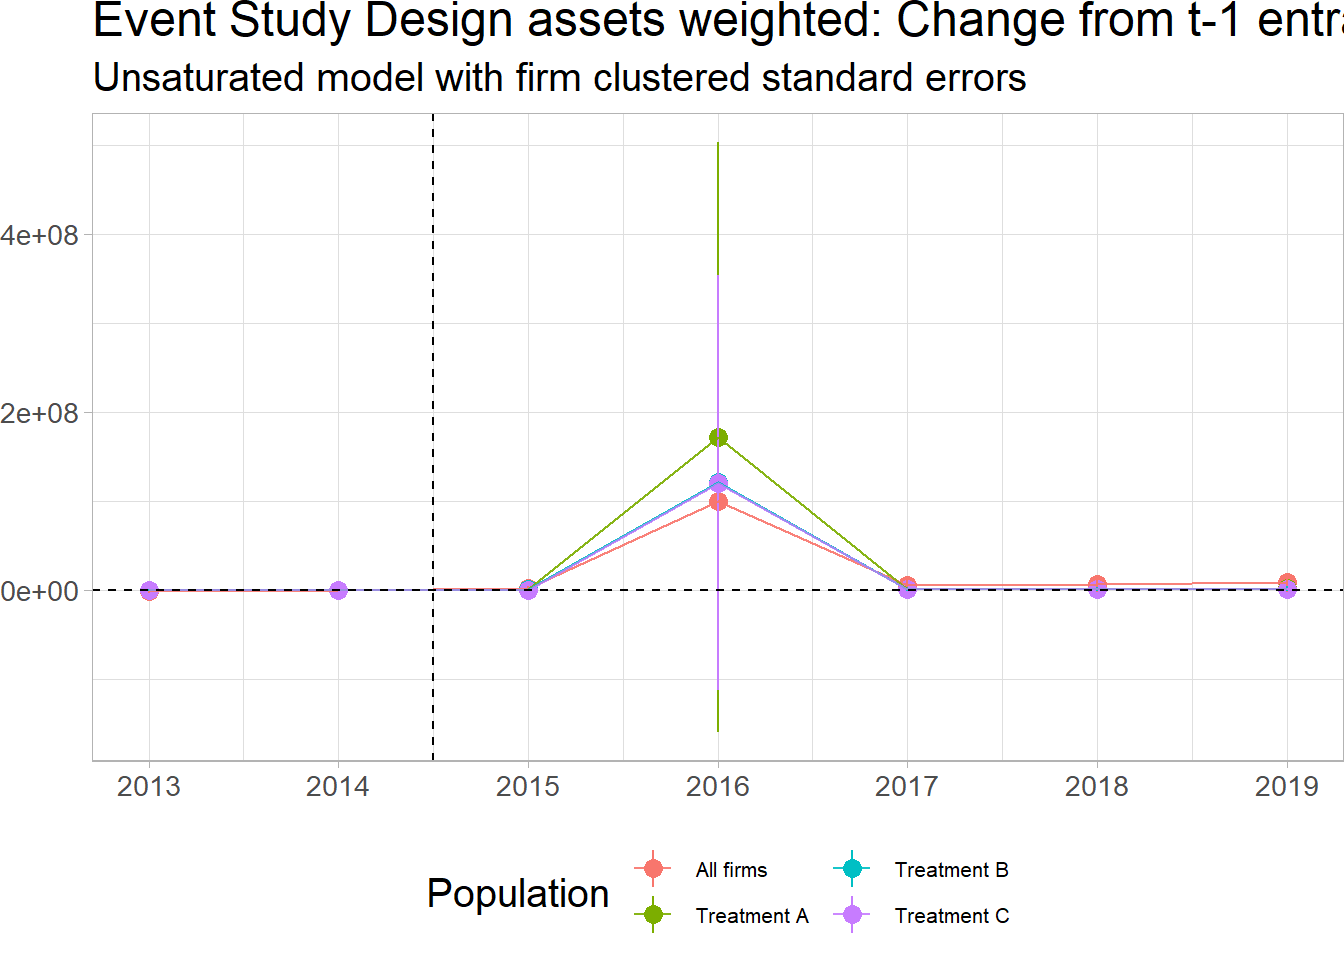 Event Study Design assets weighted: Change from t-1
Unsaturated model with firm clustered standard errors
4e+08
2e+08
0e+00
2013 2014 2015 2016 2017 2018 2019
Population
All firms
Treatment A
Treatment B
Treatment C